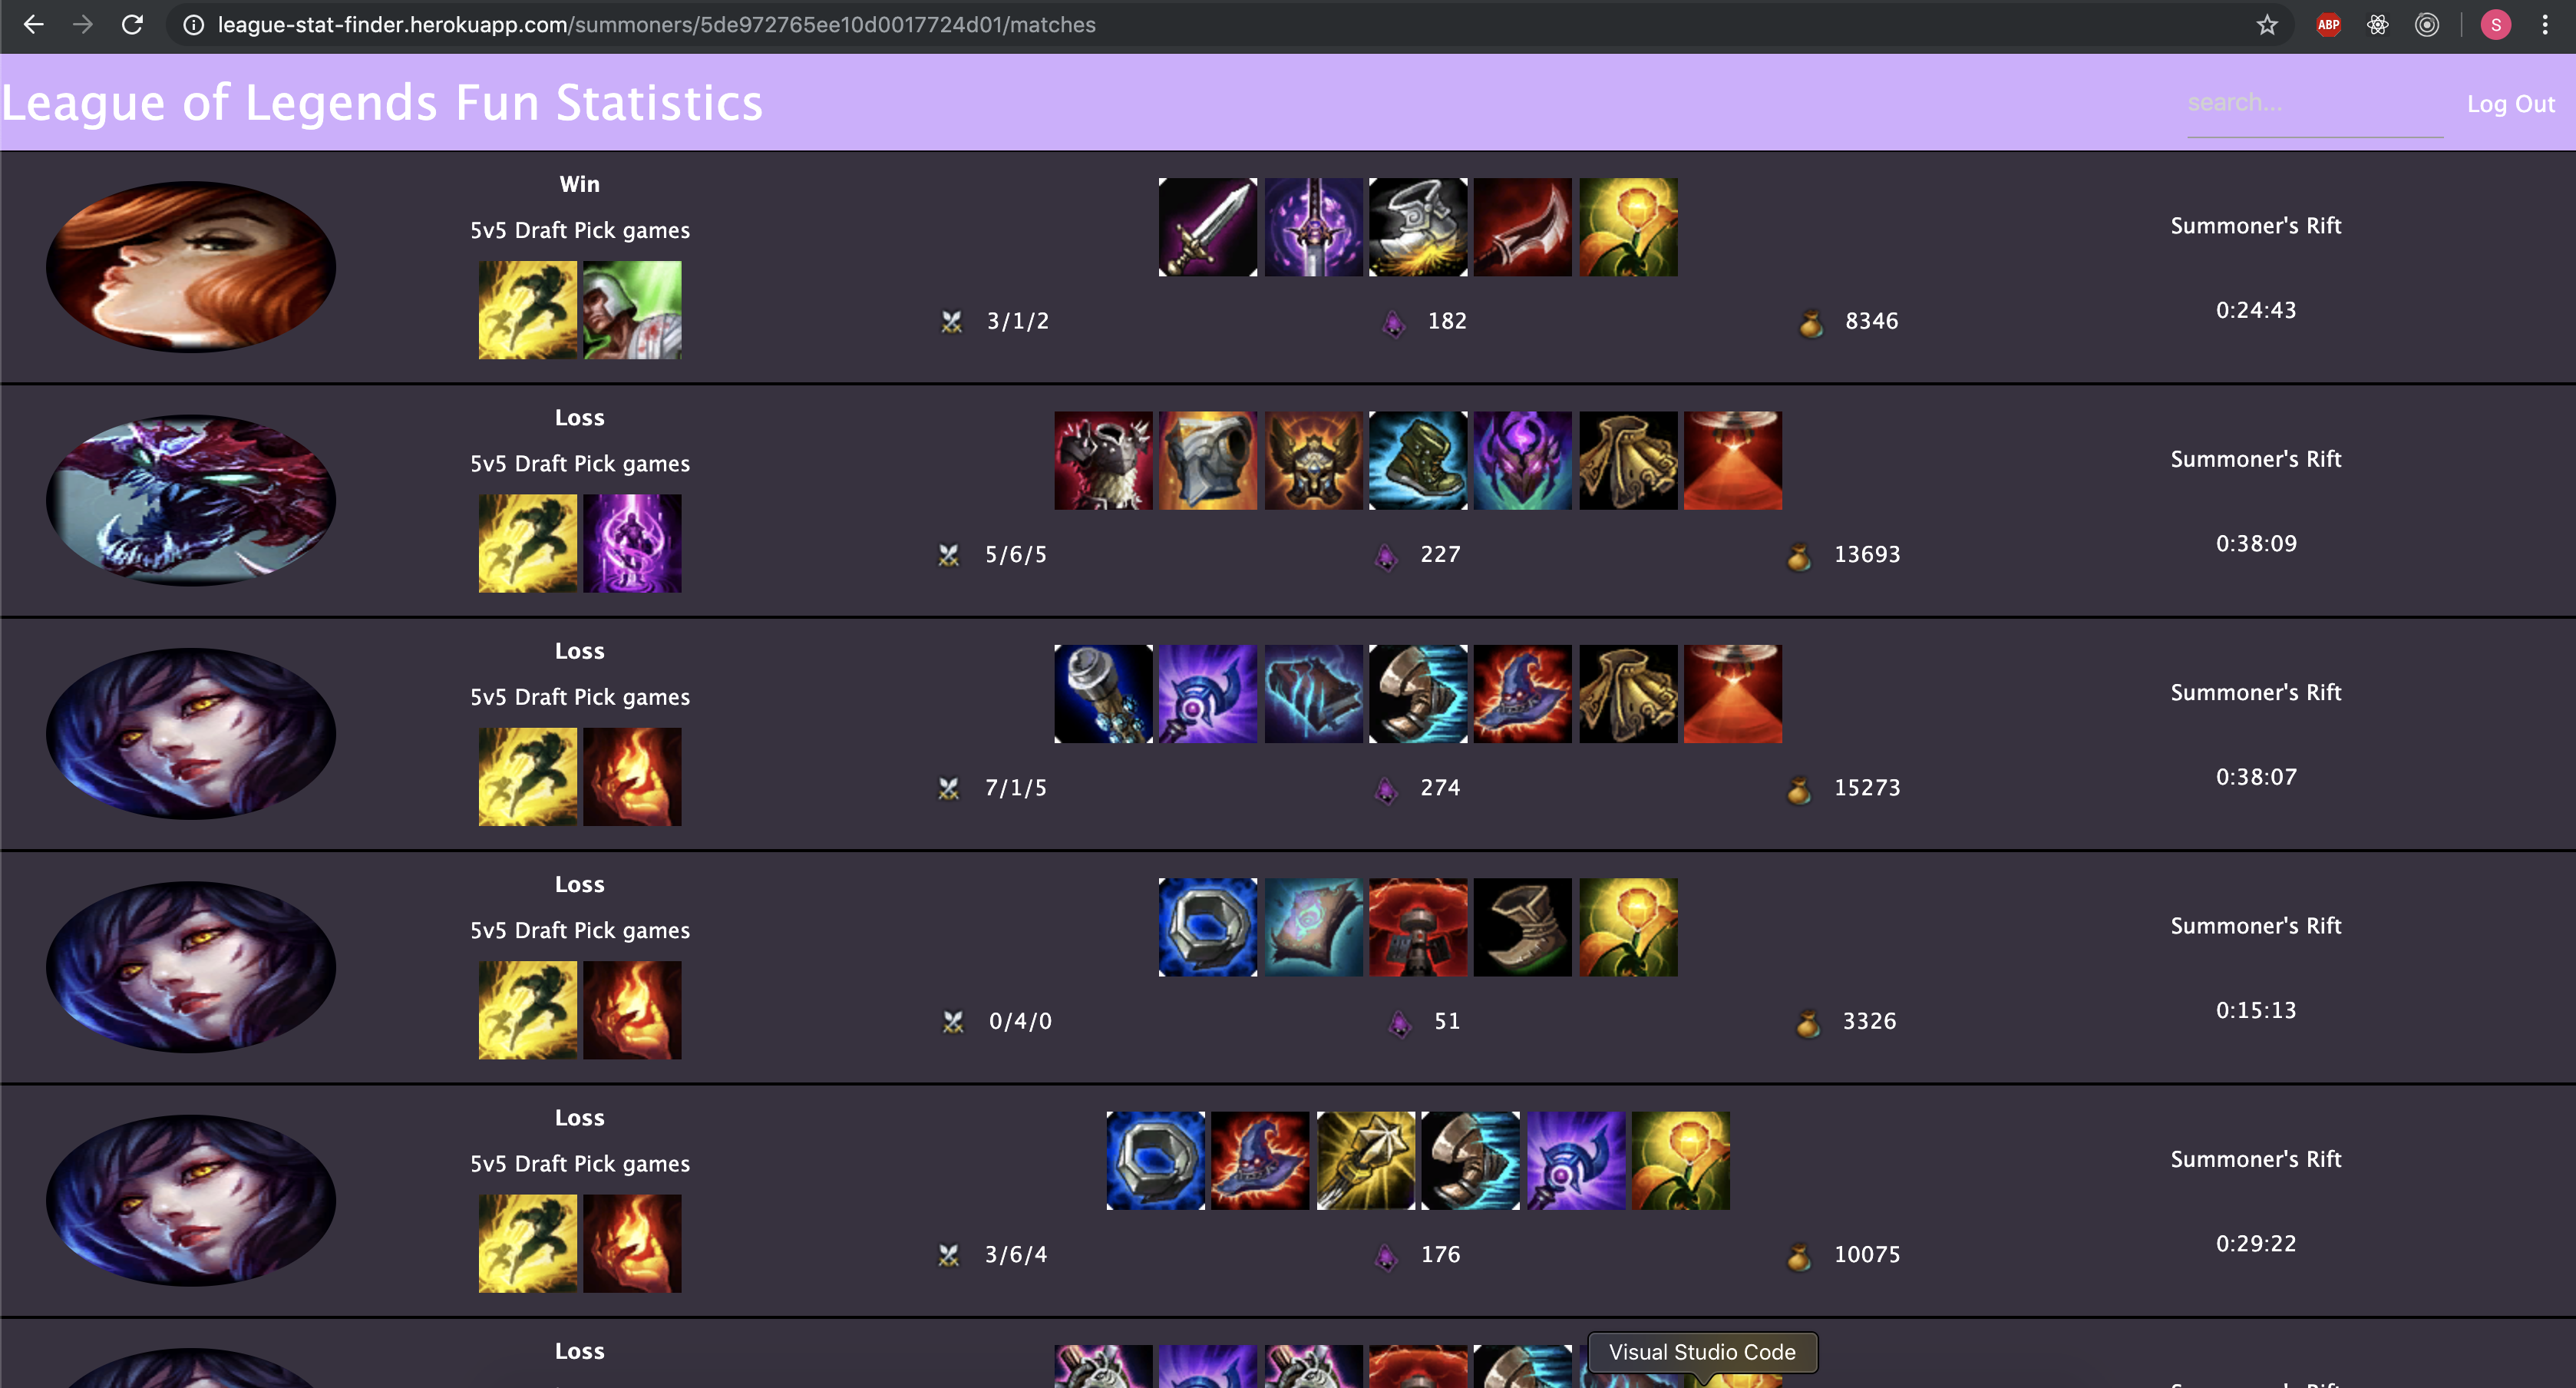 league-stat-finder.herokuapp.com/summoners/5de972765ee10d0017724d01/matches
ABP
S
League of Legends Fun Statistics
search...
Log Out
Win
5v5 Draft Pick games
3/1/2
182
8346
Summoner's Rift
0:24:43
Loss
5v5 Draft Pick games
5/6/5
227
13693
Summoner's Rift
0:38:09
Loss
5v5 Draft Pick games
7/1/5
274
15273
Summoner's Rift
0:38:07
Loss
5v5 Draft Pick games
0/4/0
51
3326
Summoner's Rift
0:15:13
Loss
5v5 Draft Pick games
3/6/4
176
10075
Summoner's Rift
0:29:22
Loss
Visual Studio Code